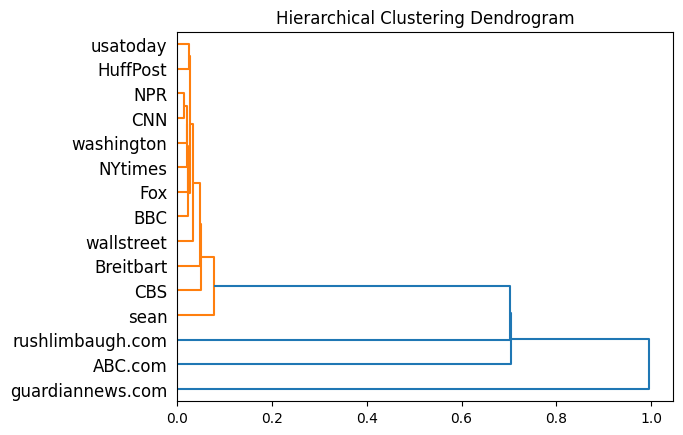 Hierarchical Clustering Dendrogram
usatoday
HuffPost
NPR
CNN
washington
NYtimes
Fox
BBC
wallstreet
Breitbart
CBS
sean
rushlimbaugh.com
ABC.com
guardiannews.com
0.0 0.2 0.4 0.6 0.8 1.0